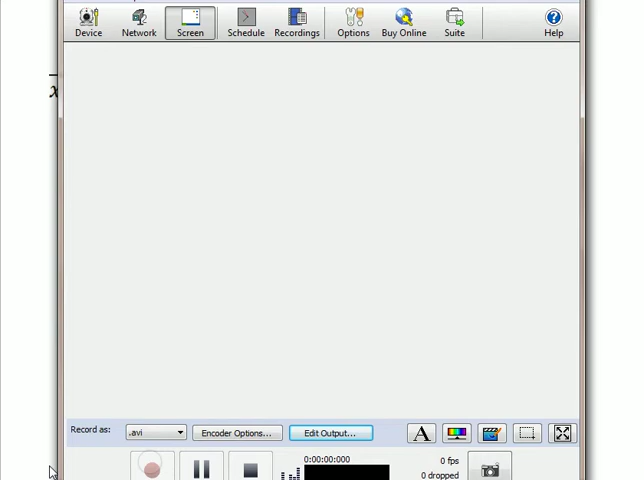 Device Network Screen Schedule Recordings Options Buy Online Suite Help
x
Record as: .avi Encoder Options... Edit Output... A
0:00:00:000 0 fps
0 dropped